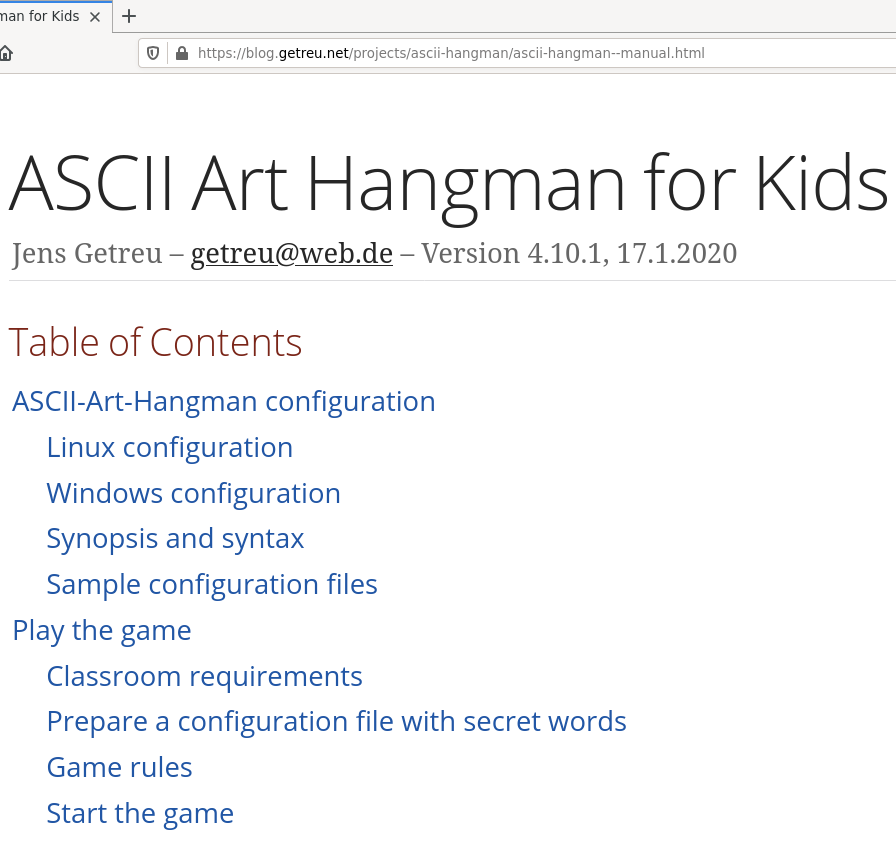 man for Kids
https://blog.getreu.net/projects/ascii-hangman/ascii-hangman--manual.html
ASCII Art Hangman for Kids
Jens Getreu – getreu@web.de – Version 4.10.1, 17.1.2020
Table of Contents
ASCII-Art-Hangman configuration
Linux configuration
Windows configuration
Synopsis and syntax
Sample configuration files
Play the game
Classroom requirements
Prepare a configuration file with secret words
Game rules
Start the game